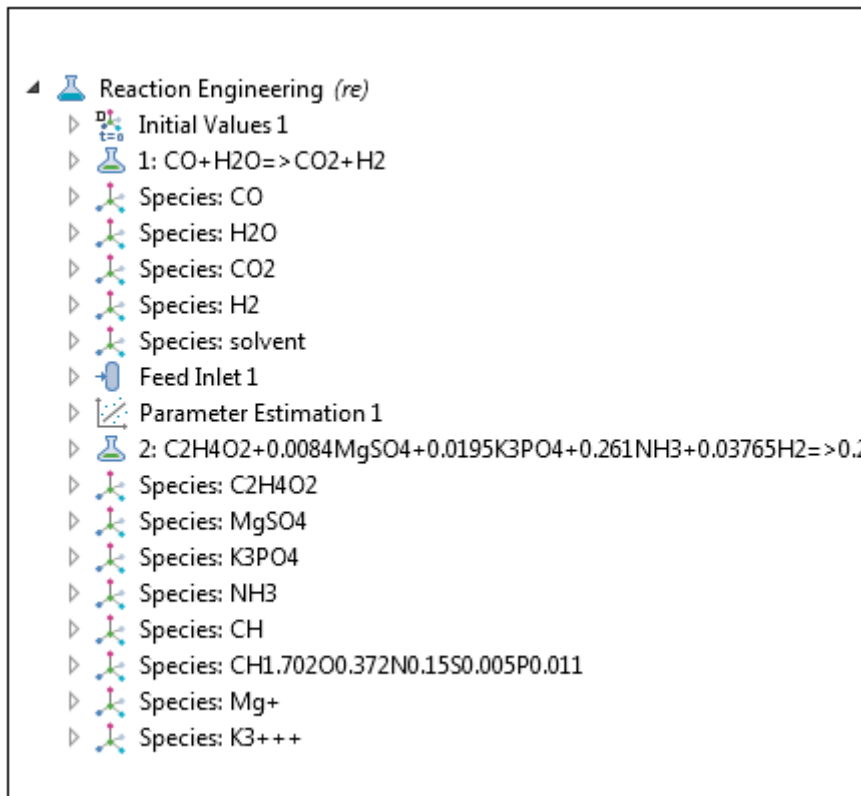 Reaction Engineering (re)
Initial Values 1
1: CO+H2O=>CO2+H2
Species: CO
Species: H2O
Species: CO2
Species: H2
Species: solvent
Feed Inlet 1
Parameter Estimation 1
2: C2H4O2+0.0084MgSO4+0.0195K3PO4+0.261NH3+0.03765H2=>0.2
Species: C2H4O2
Species: MgSO4
Species: K3PO4
Species: NH3
Species: CH
Species: CH1.702O0.372N0.15S0.005P0.011
Species: Mg+
Species: K3+++